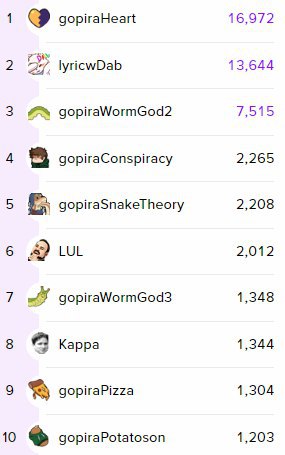 1 gopiraHeart 16,972
2 lyricwDab 13,644
3 gopiraWormGod2 7,515
4 gopiraConspiracy 2,265
5 gopiraSnakeTheory 2,208
6 LUL 2,012
7 gopiraWormGod3 1,348
8 Kappa 1,344
9 gopiraPizza 1,304
10 gopiraPotatoson 1,203